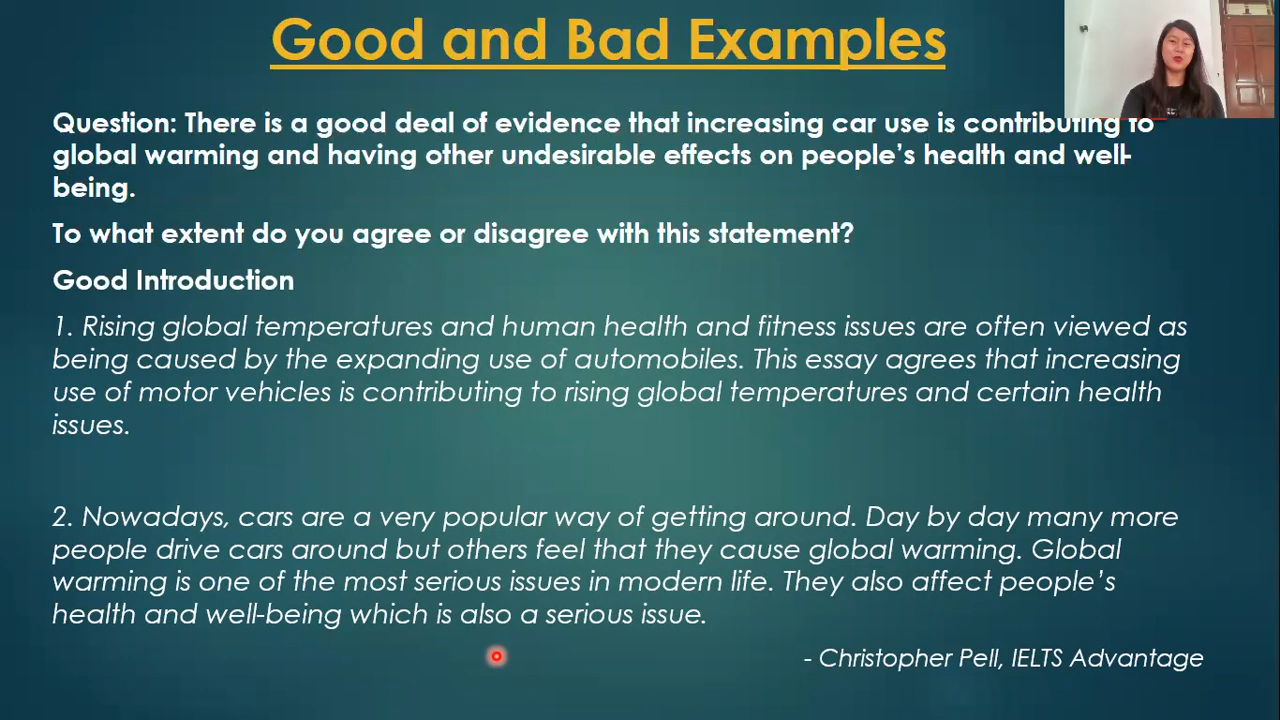 Good and Bad Examples
Question: There is a good deal of evidence that increasing car use is contributing to
global warming and having other undesirable effects on people's health and well-
being.
To what extent do you agree or disagree with this statement?
Good Introduction
1. Rising global temperatures and human health and fitness issues are often viewed as
being caused by the expanding use of automobiles. This essay agrees that increasing
use of motor vehicles is contributing to rising global temperatures and certain health
issues.
2. Nowadays, cars are a very popular way of getting around. Day by day many more
people drive cars around but others feel that they cause global warming. Global
warming is one of the most serious issues in modern life. They also affect people's
health and well-being which is also a serious issue.
- Christopher Pell, IELTS Advantage